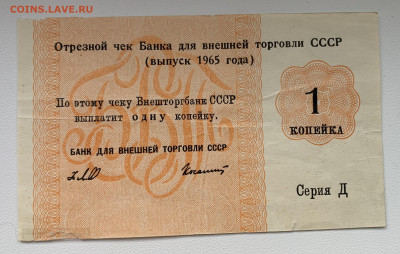 COINS.LAVE.RU
Отрезной чек Банка для внешней торговли СССР
(выпуск 1965 года)
По этому чеку Внешторгбанк СССР
выплатит одну копейку.
БАНК ДЛЯ ВНЕШНЕЙ ТОРГОВЛИ СССР
1
КОПЕЙКА
Серия Д